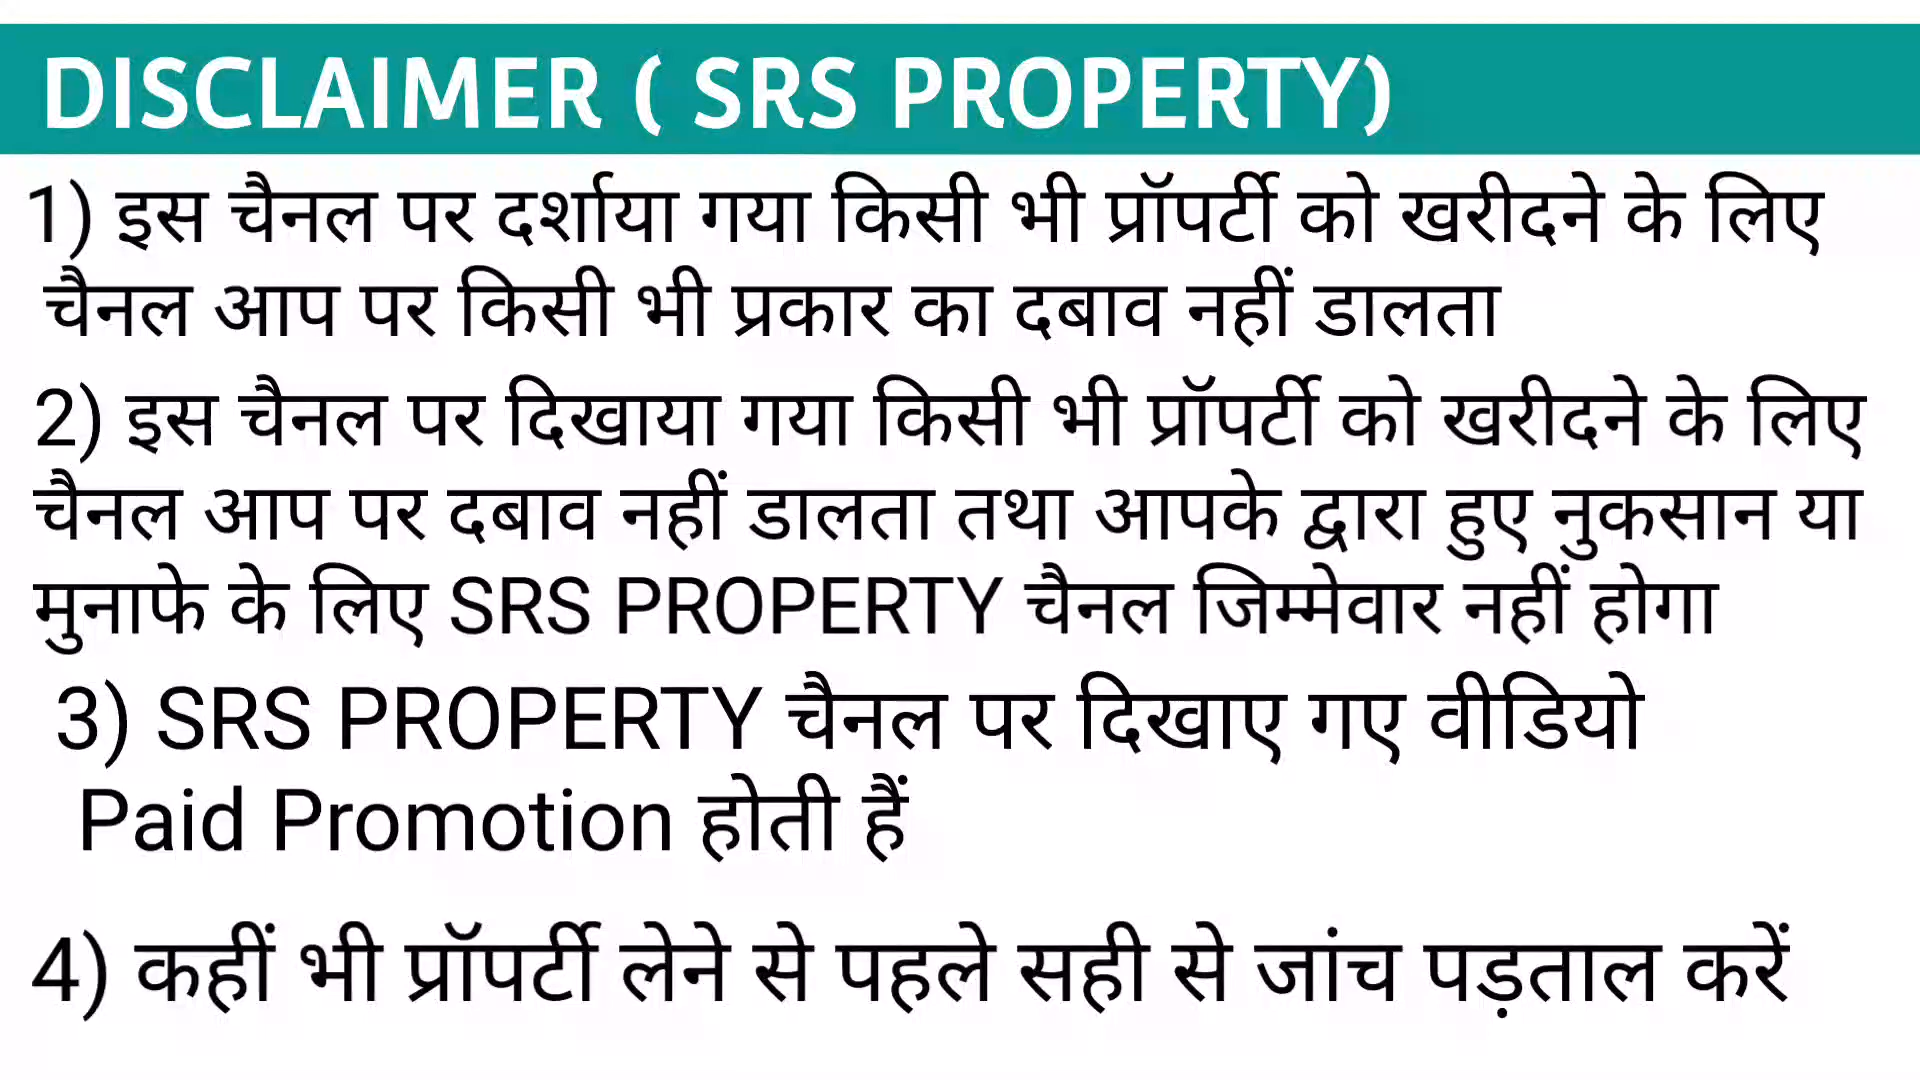 DISCLAIMER ( SRS PROPERTY)
1) इस चैनल पर दर्शाया गया किसी भी प्रॉपर्टी को खरीदने के लिए
चैनल आप पर किसी भी प्रकार का दबाव नहीं डालता
2) इस चैनल पर दिखाया गया किसी भी प्रॉपर्टी को खरीदने के लिए
चैनल आप पर दबाव नहीं डालता तथा आपके द्वारा हुए नुकसान या
मुनाफे के लिए SRS PROPERTY चैनल जिम्मेवार नहीं होगा
3) SRS PROPERTY चैनल पर दिखाए गए वीडियो
Paid Promotion होती हैं
4) कहीं भी प्रॉपर्टी लेने से पहले सही से जांच पड़ताल करें